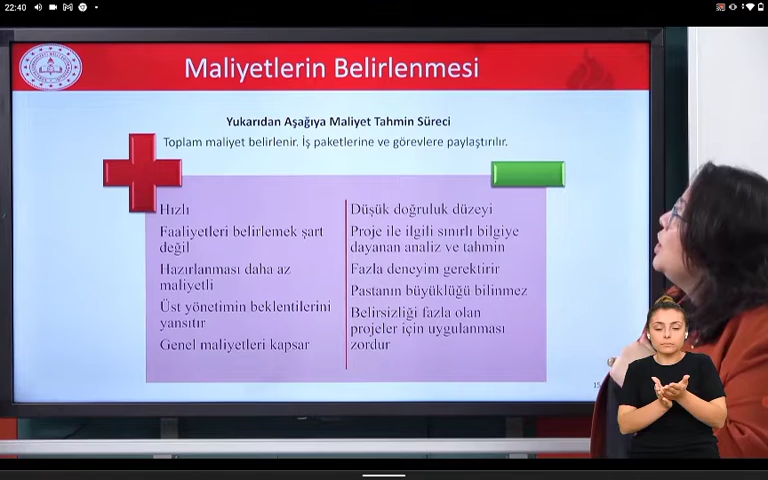 22:40
Maliyetlerin Belirlenmesi
Yukarıdan Aşağıya Maliyet Tahmin Süreci
Toplam maliyet belirlenir. İş paketlerine ve görevlere paylaştırılır.
Hızlı
Faaliyetleri belirlemek şart
değil
Hazırlanması daha az
maliyetli
Üst yönetimin beklentilerini
yansıtır
Genel maliyetleri kapsar
Düşük doğruluk düzeyi
Proje ile ilgili sınırlı bilgiye
dayanan analiz ve tahmin
Fazla deneyim gerektirir
Pastanın büyüklüğü bilinmez
Belirsizliği fazla olan
projeler için uygulanması
zordur